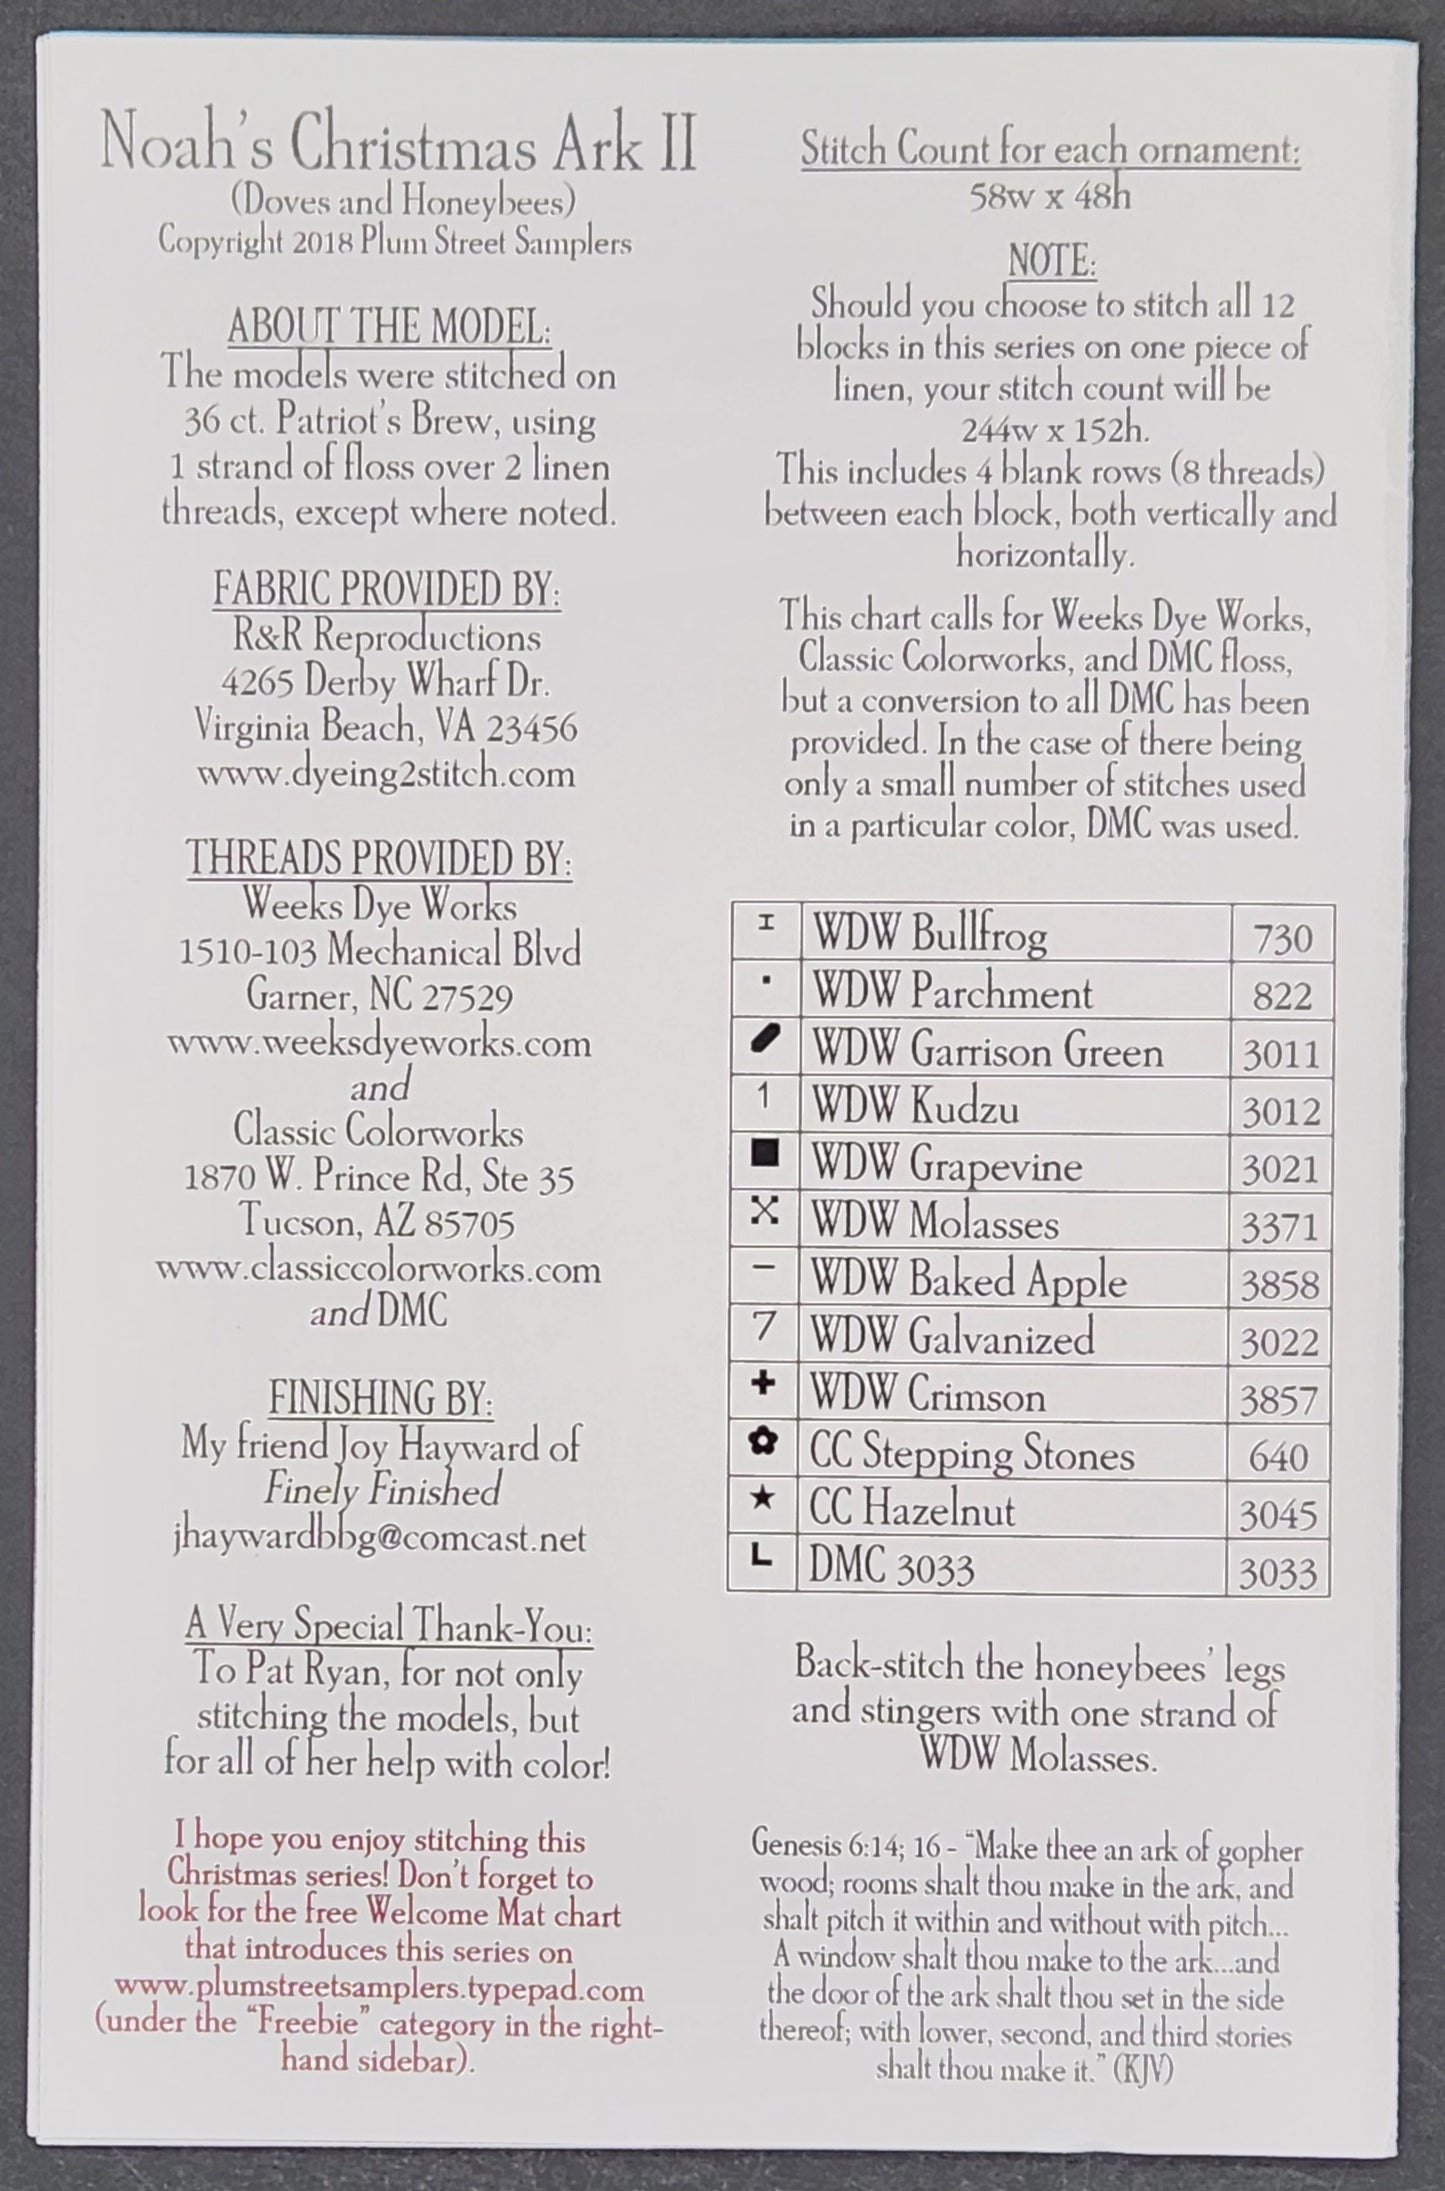 Noah's Christmas Ark II
(Doves and Honeybees)
Copyright 2018 Plum Street Samplers
ABOUT THE MODEL:
The models were stitched on
36 ct. Patriot's Brew, using
1 strand of floss over 2 linen
threads, except where noted.
FABRIC PROVIDED BY:
R&R Reproductions
4265 Derby Wharf Dr.
Virginia Beach, VA 23456
www.dyeing2stitch.com
THREADS PROVIDED BY:
Weeks Dye Works
1510-103 Mechanical Blvd
Garner, NC 27529
www.weeksdyeworks.com
and
Classic Colorworks
1870 W. Prince Rd, Ste 35
Tucson, AZ 85705
www.classiccolorworks.com
and DMC
FINISHING BY:
My friend Joy Hayward of
Finely Finished
jhaywardbbg@comcast.net
A Very Special Thank-You:
To Pat Ryan, for not only
stitching the models, but
for all of her help with color!
I hope you enjoy stitching this
Christmas series! Don't forget to
look for the free Welcome Mat chart
that introduces this series on
www.plumstreetsamplers.typepad.com
(under the "Freebie" category in the right-
hand sidebar).
Stitch Count for each ornament:
58w x 48h
NOTE:
Should you choose to stitch all 12
blocks in this series on one piece of
linen, your stitch count will be
244w x 152h.
This includes 4 blank rows (8 threads)
between each block, both vertically and
horizontally.
This chart calls for Weeks Dye Works,
Classic Colorworks, and DMC floss,
but a conversion to all DMC has been
provided. In the case of there being
only a small number of stitches used
in a particular color, DMC was used.
I WDW Bullfrog 730
▪ WDW Parchment 822
WDW Garrison Green 3011
1 WDW Kudzu 3012
■ WDW Grapevine 3021
X WDW Molasses 3371
– WDW Baked Apple 3858
7 WDW Galvanized 3022
✚ WDW Crimson 3857
✿ CC Stepping Stones 640
★ CC Hazelnut 3045
L DMC 3033 3033
Back-stitch the honeybees' legs
and stingers with one strand of
WDW Molasses.
Genesis 6:14; 16 - "Make thee an ark of gopher
wood; rooms shalt thou make in the ark, and
shalt pitch it within and without with pitch...
A window shalt thou make to the ark...and
the door of the ark shalt thou set in the side
thereof; with lower, second, and third stories
shalt thou make it." (KJV)